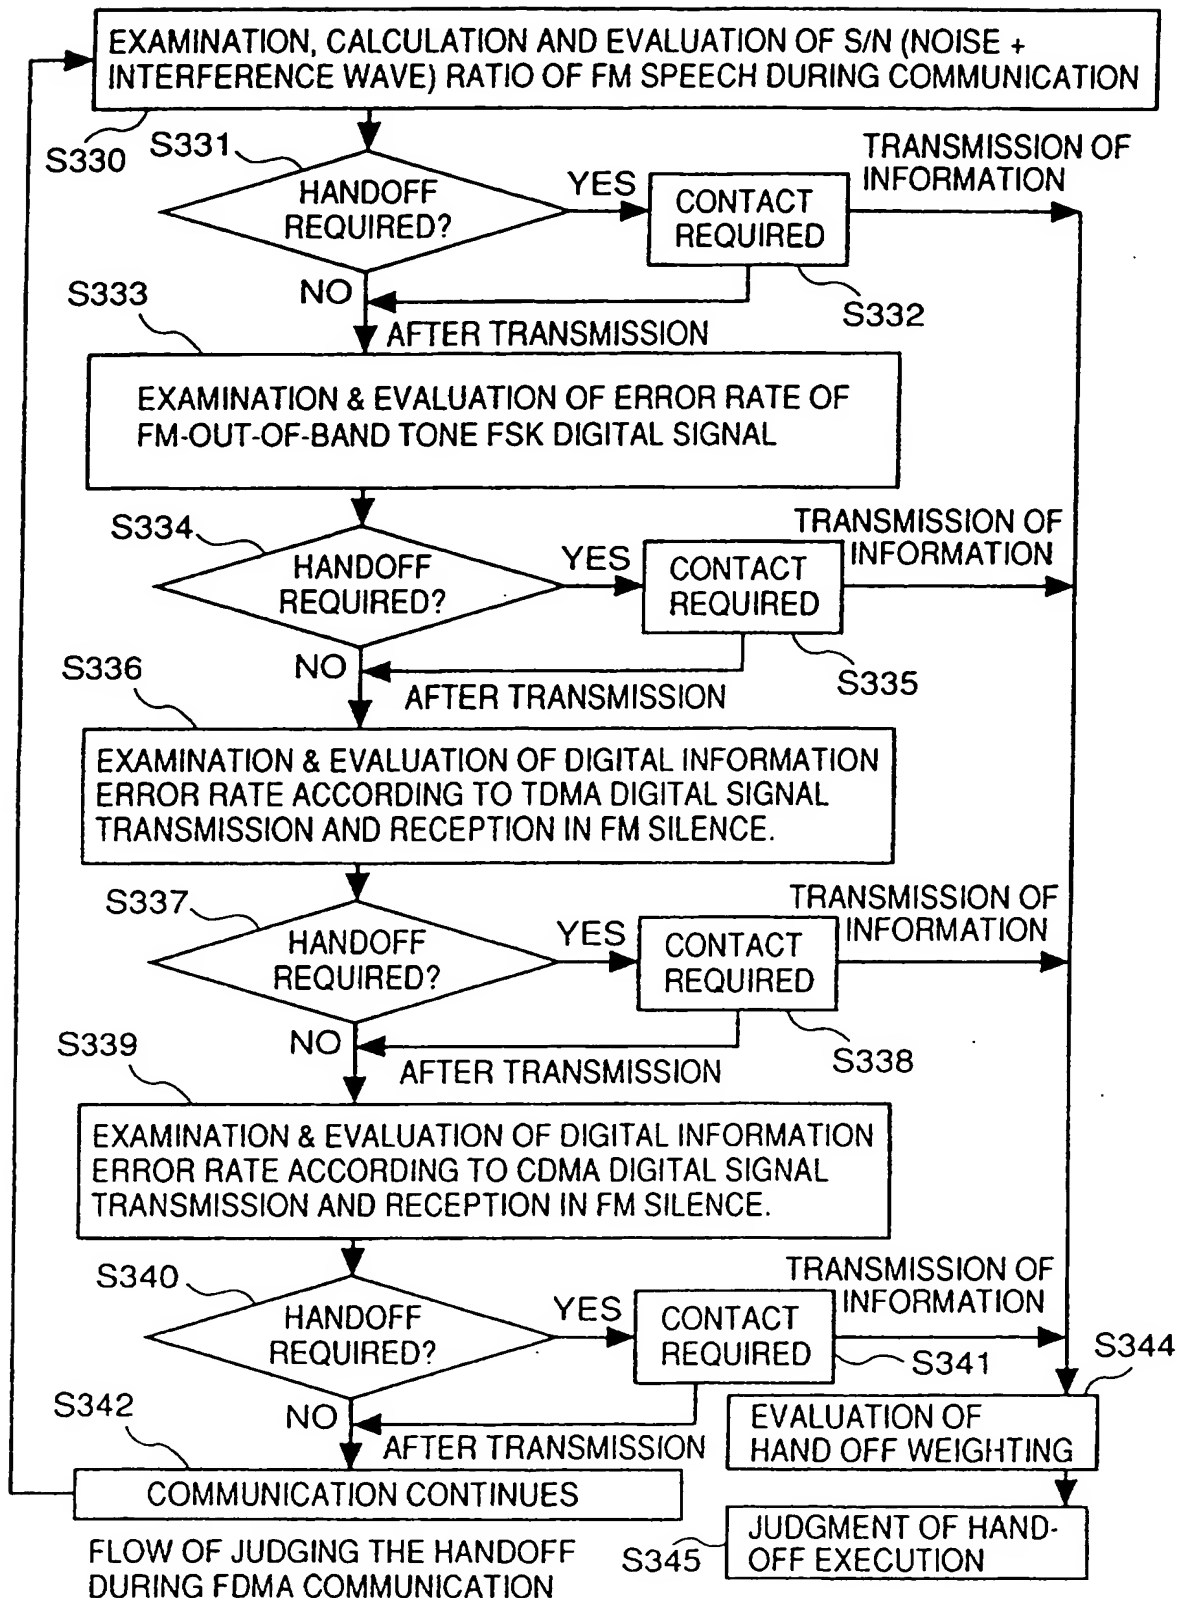 EXAMINATION, CALCULATION AND EVALUATION OF S/N (NOISE +
INTERFERENCE WAVE) RATIO OF FM SPEECH DURING COMMUNICATION
S330
S331
HANDOFF
REQUIRED?
YES
CONTACT
REQUIRED
TRANSMISSION OF
INFORMATION
S332
NO
AFTER TRANSMISSION
S333
EXAMINATION & EVALUATION OF ERROR RATE OF
FM-OUT-OF-BAND TONE FSK DIGITAL SIGNAL
S334
HANDOFF
REQUIRED?
YES
CONTACT
REQUIRED
TRANSMISSION OF
INFORMATION
S335
NO
AFTER TRANSMISSION
S336
EXAMINATION & EVALUATION OF DIGITAL INFORMATION
ERROR RATE ACCORDING TO TDMA DIGITAL SIGNAL
TRANSMISSION AND RECEPTION IN FM SILENCE.
S337
HANDOFF
REQUIRED?
YES
CONTACT
REQUIRED
TRANSMISSION OF
INFORMATION
S338
NO
AFTER TRANSMISSION
S339
EXAMINATION & EVALUATION OF DIGITAL INFORMATION
ERROR RATE ACCORDING TO CDMA DIGITAL SIGNAL
TRANSMISSION AND RECEPTION IN FM SILENCE.
S340
HANDOFF
REQUIRED?
YES
CONTACT
REQUIRED
TRANSMISSION OF
INFORMATION
S341
S344
NO
AFTER TRANSMISSION
S342
COMMUNICATION CONTINUES
EVALUATION OF
HAND OFF WEIGHTING
S345
JUDGMENT OF HAND-
OFF EXECUTION
FLOW OF JUDGING THE HANDOFF
DURING FDMA COMMUNICATION